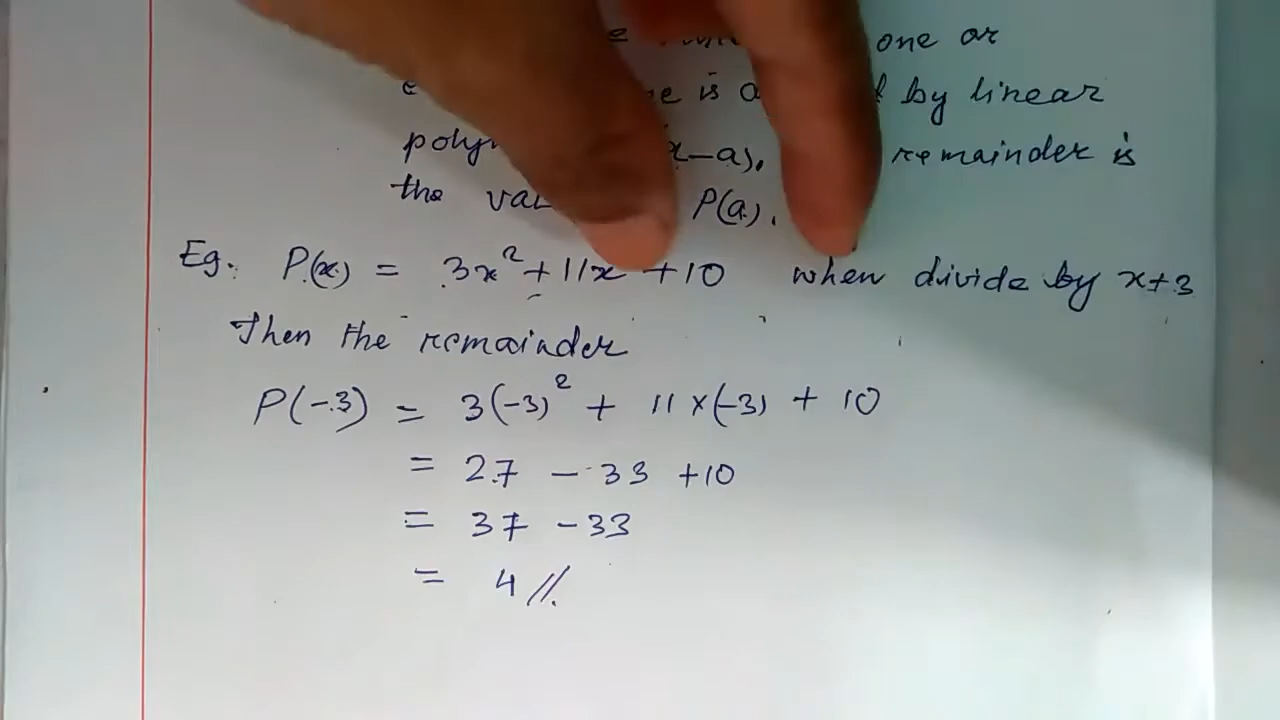 one or
is by linear
x-a), remainder is
the P(a).
Eg. P(x) = 3x² + 11x + 10 when divide by x+3
Then the remainder
P(-3) = 3(-3)² + 11×(-3) + 10
= 27 - 33 +10
= 37 - 33
= 4 //.